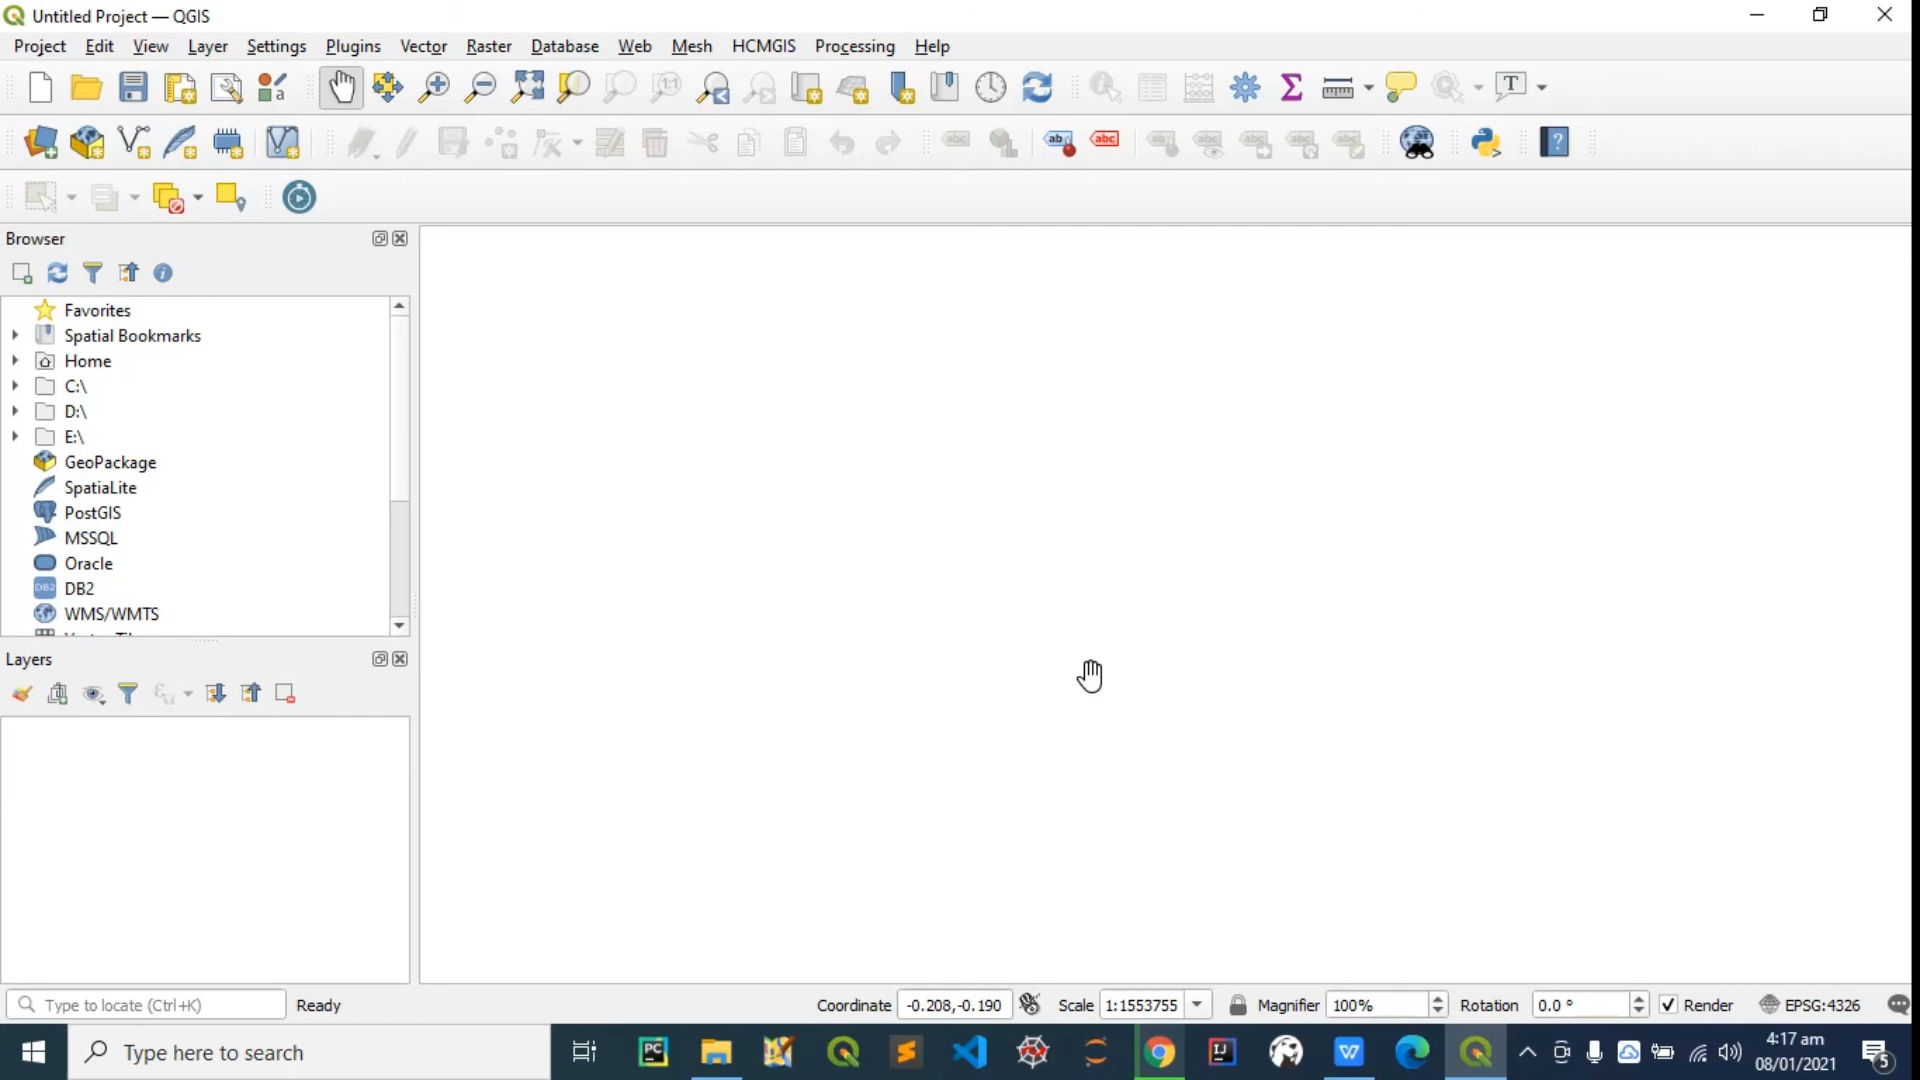 Untitled Project — QGIS
Project Edit View Layer Settings Plugins Vector Raster Database Web Mesh HCMGIS Processing Help
Browser
Favorites
Spatial Bookmarks
Home
C:\
D:\
E:\
GeoPackage
SpatiaLite
PostGIS
MSSQL
Oracle
DB2
WMS/WMTS
Layers
Type to locate (Ctrl+K) Ready Coordinate -0.208,-0.190 Scale 1:1553755 Magnifier 100% Rotation 0.0 ° Render EPSG:4326
Type here to search
4:17 am
08/01/2021
5